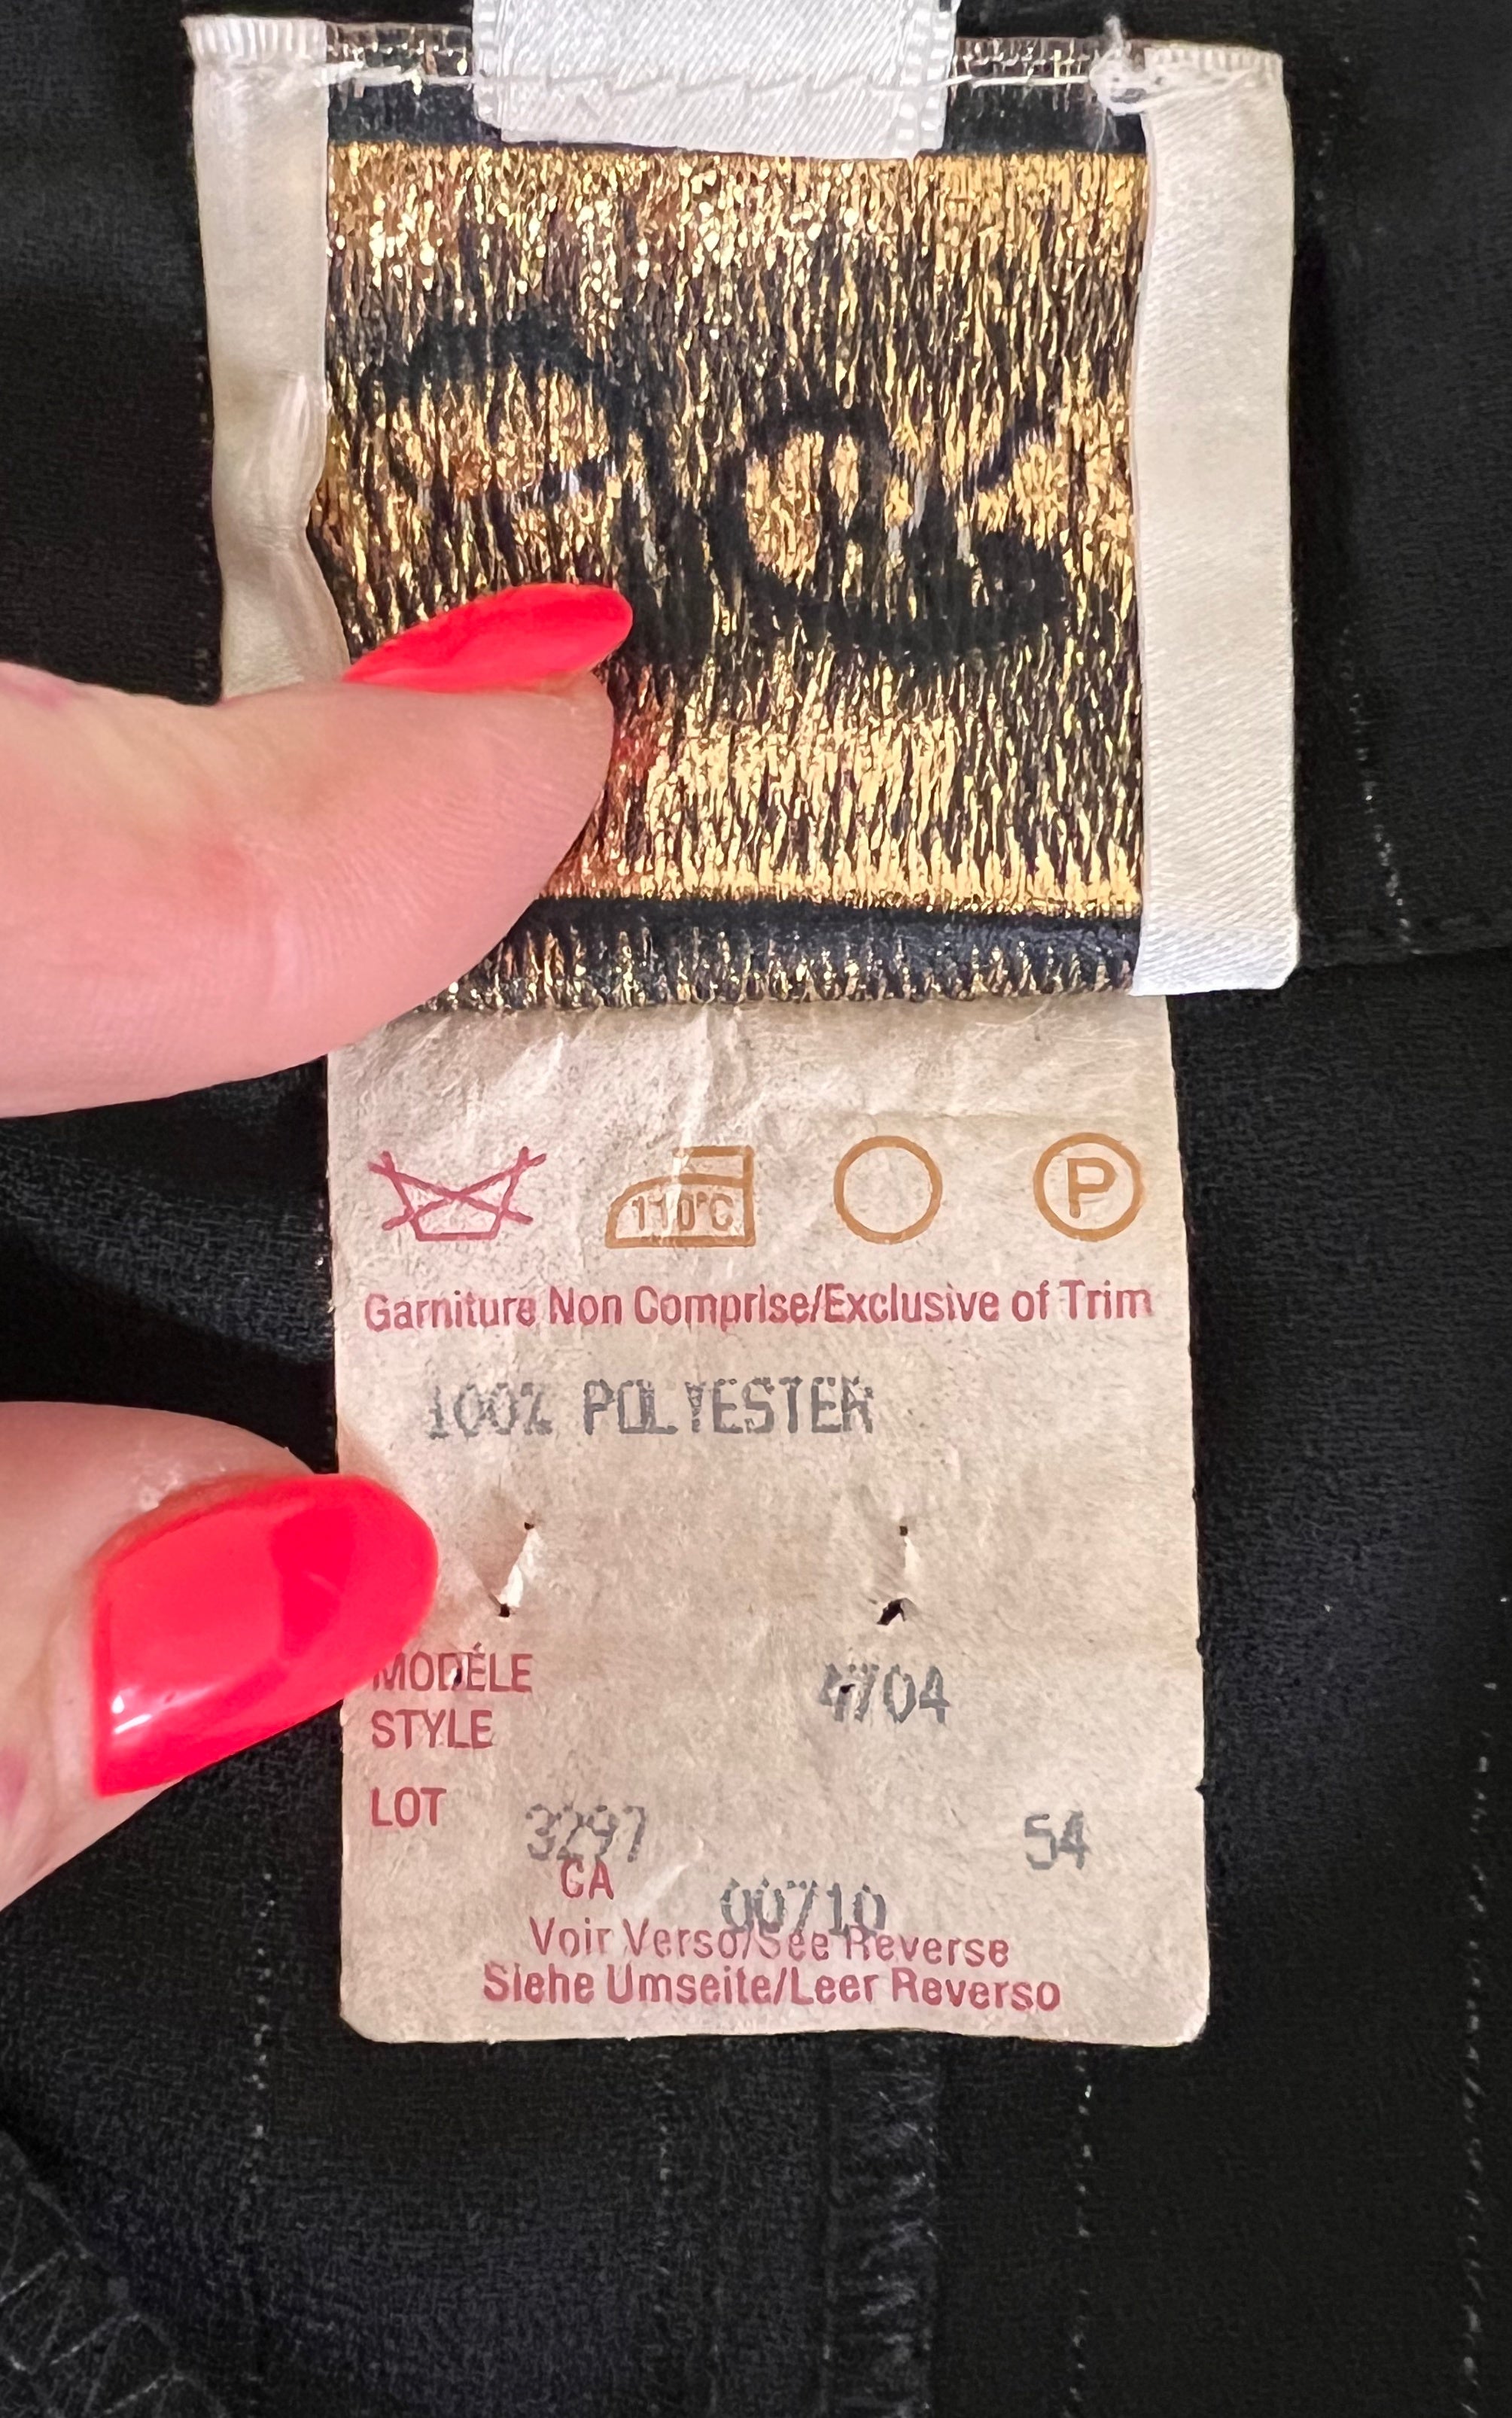 110°C
P
Garniture Non Comprise/Exclusive of Trim
100% POLYESTER
MODÉLE 4704
STYLE
LOT 3297 54
CA 00710
Voir Verso/See Reverse
Siehe Umseite/Leer Reverso